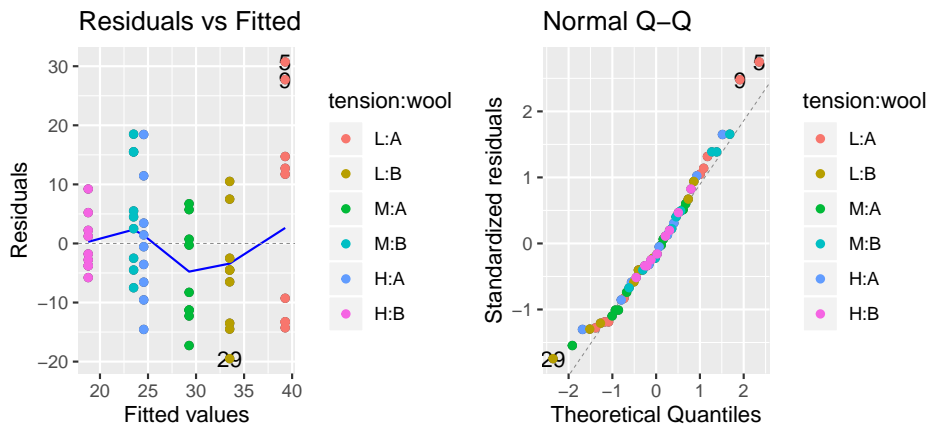 Residuals vs Fitted
30
20
10
0
−10
−20
Residuals
5
9
29
20
25
30
35
40
Fitted values
tension:wool
L:A
L:B
M:A
M:B
H:A
H:B
Normal Q−Q
2
1
0
−1
Standardized residuals
5
9
29
−2
−1
0
1
2
Theoretical Quantiles
tension:wool
L:A
L:B
M:A
M:B
H:A
H:B